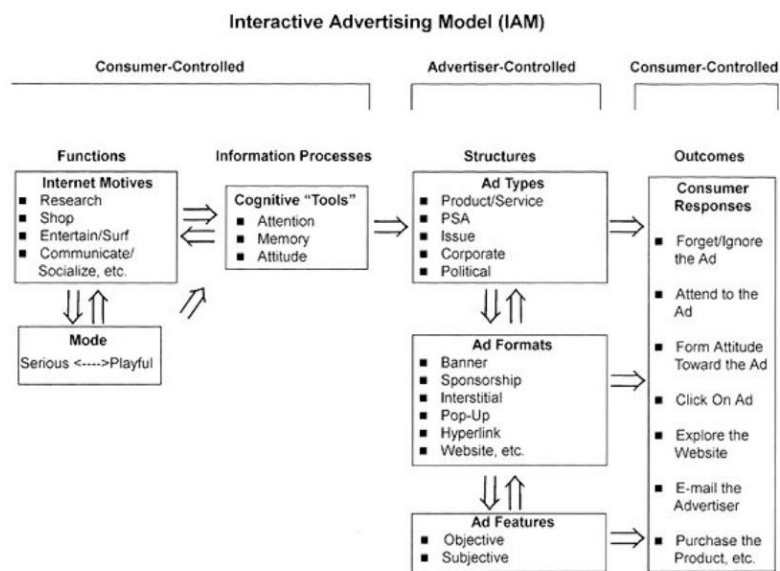 Interactive Advertising Model (IAM)
Consumer-Controlled
Advertiser-Controlled
Consumer-Controlled
Functions
Information Processes
Structures
Outcomes
Internet Motives
■ Research
■ Shop
■ Entertain/Surf
■ Communicate/
Socialize, etc.
Mode
Serious <---->Playful
Cognitive "Tools"
■ Attention
■ Memory
■ Attitude
Ad Types
■ Product/Service
■ PSA
■ Issue
■ Corporate
■ Political
Ad Formats
■ Banner
■ Sponsorship
■ Interstitial
■ Pop-Up
■ Hyperlink
■ Website, etc.
Ad Features
■ Objective
■ Subjective
Consumer
Responses
■ Forget/Ignore
the Ad
■ Attend to the
Ad
■ Form Attitude
Toward the Ad
■ Click On Ad
■ Explore the
Website
■ E-mail the
Advertiser
■ Purchase the
Product, etc.